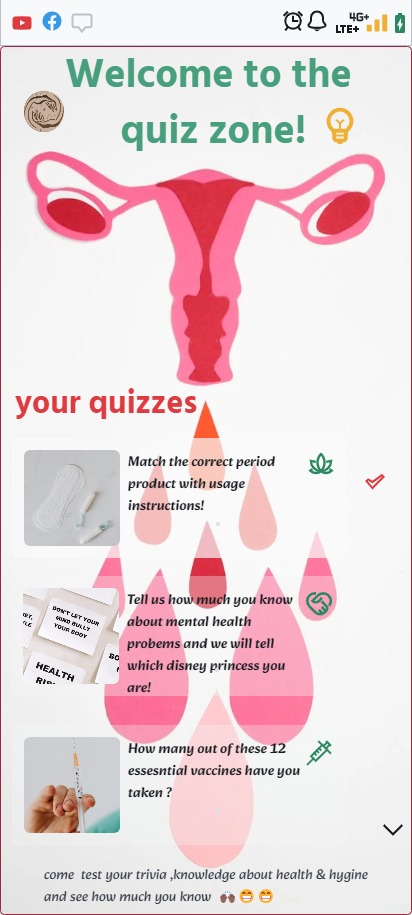 4G+
LTE+
Welcome to the
quiz zone!
your quizzes
Match the correct period
product with usage
instructions!
DON'T LET YOUR
MIND BULLY
YOUR BODY
HEALTH
Tell us how much you know
about mental health
probems and we will tell
which disney princess you
are!
How many out of these 12
essesntial vaccines have you
taken ?
come test your trivia ,knowledge about health & hygine
and see how much you know